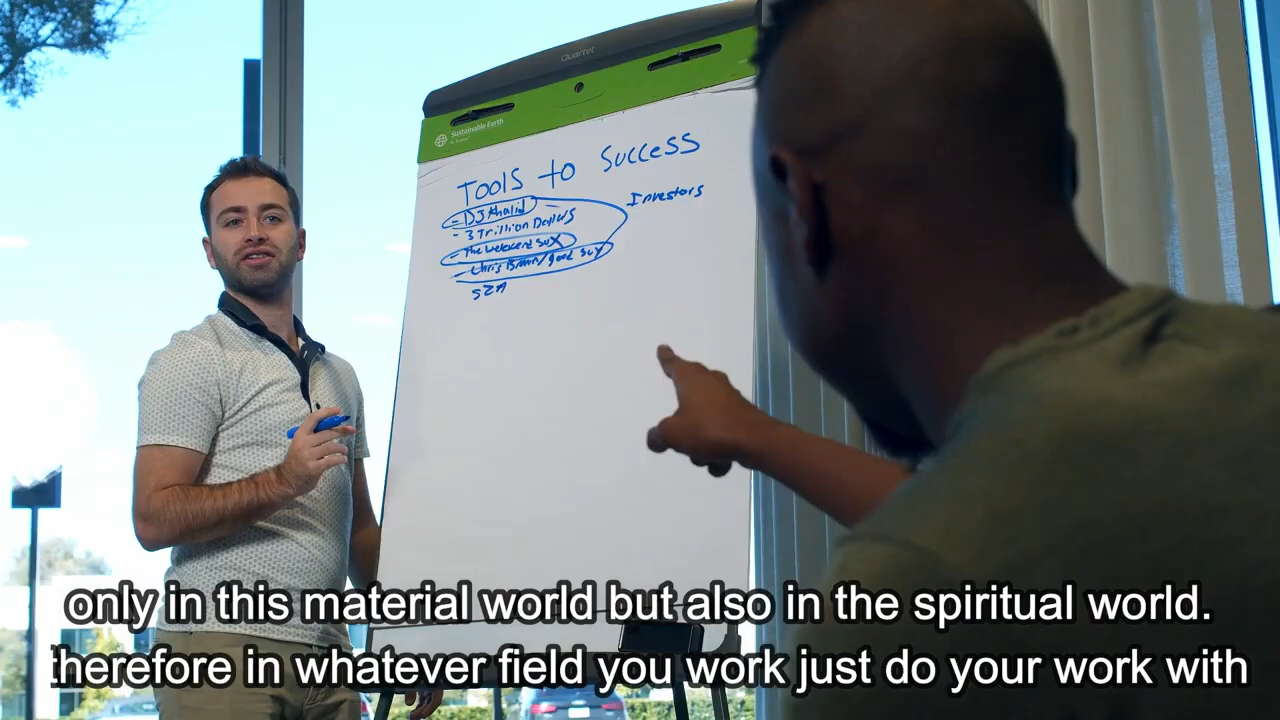 Quartet
Sustainable Earth
Tools to Success
- DJ Khalid
Investors
- 3 Trillion Dollars
- The Weekend Guy
- Chris Brown/good guy
SZA
only in this material world but also in the spiritual world.
therefore in whatever field you work just do your work with